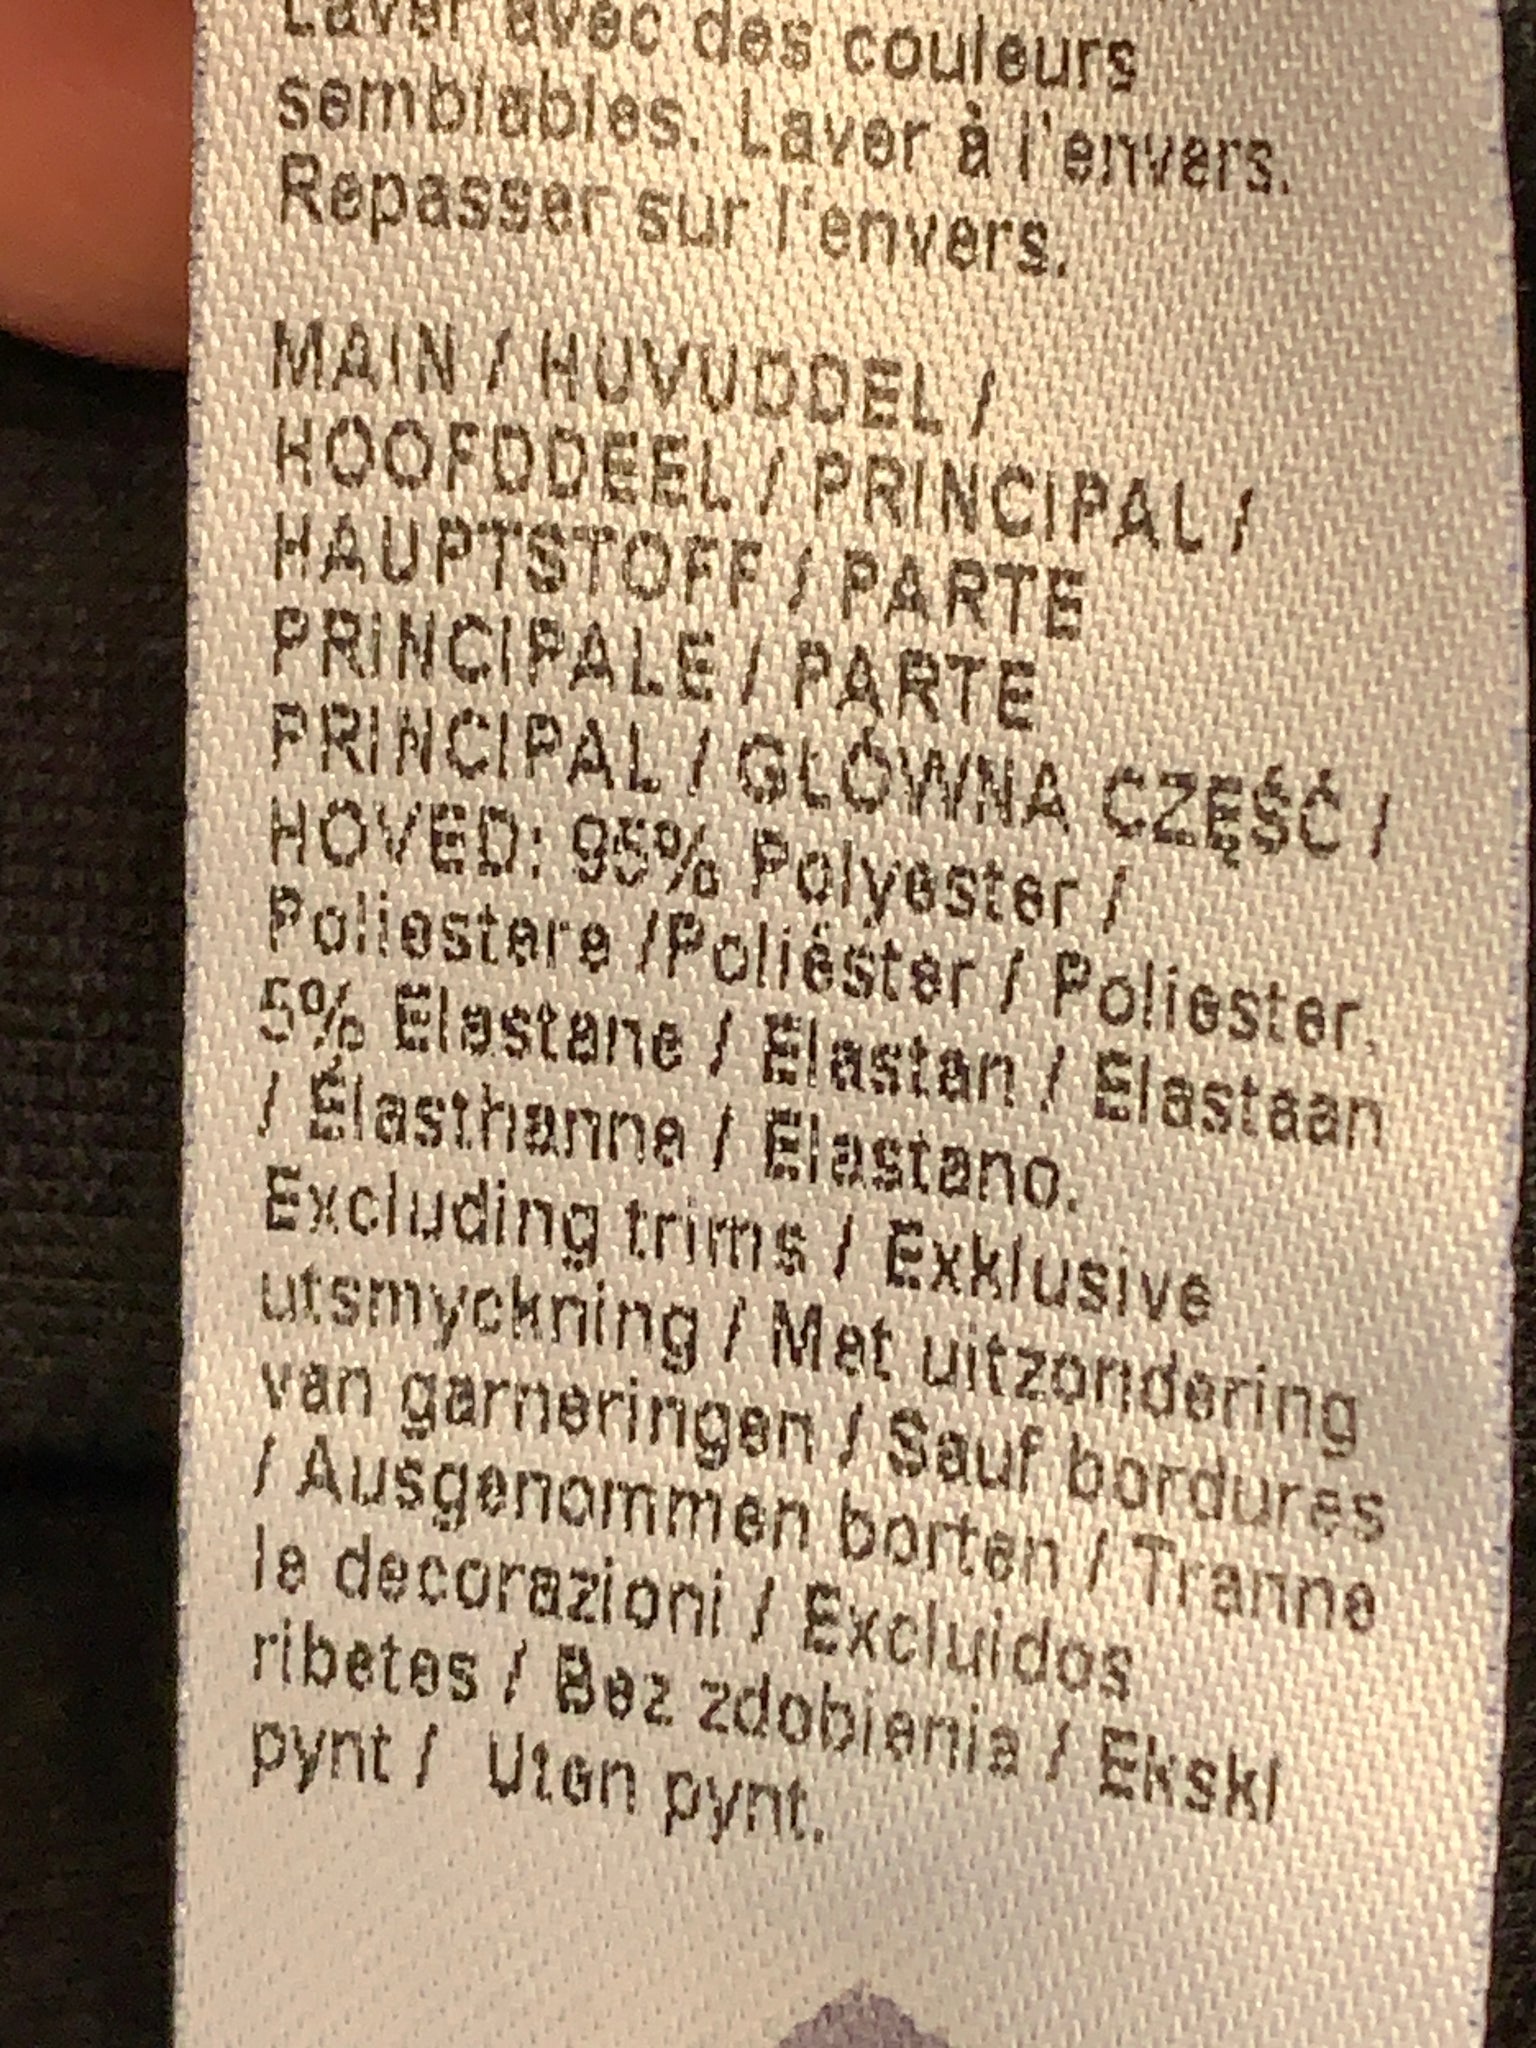 Laver avec des couleurs
semblables. Laver à l'envers.
Repasser sur l'envers.
MAIN / HUVUDDEL /
HOOFDDEEL / PRINCIPAL /
HAUPTSTOFF / PARTE
PRINCIPALE / PARTE
PRINCIPAL / GŁÓWNA CZĘŚĆ /
HOVED: 95% Polyester /
Poliestere /Poliéster / Poliester,
5% Elastane / Elastan / Elastaan
/ Élasthanne / Elastano.
Excluding trims / Exklusive
utsmyckning / Met uitzondering
van garneringen / Sauf bordures
/ Ausgenommen borten / Tranne
le decorazioni / Excluidos
ribetes / Bez zdobienia / Ekskl
pynt / Uten pynt.